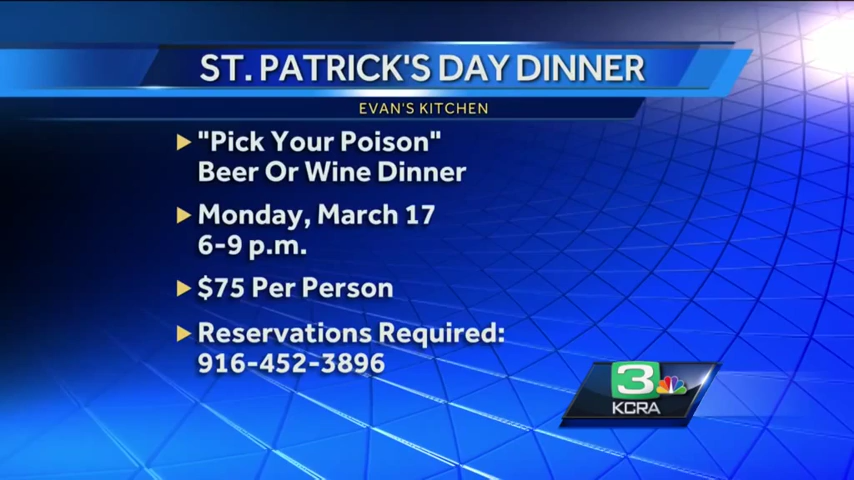 ST. PATRICK'S DAY DINNER
EVAN'S KITCHEN
"Pick Your Poison"
Beer Or Wine Dinner
Monday, March 17
6-9 p.m.
$75 Per Person
Reservations Required:
916-452-3896
3
KCRA